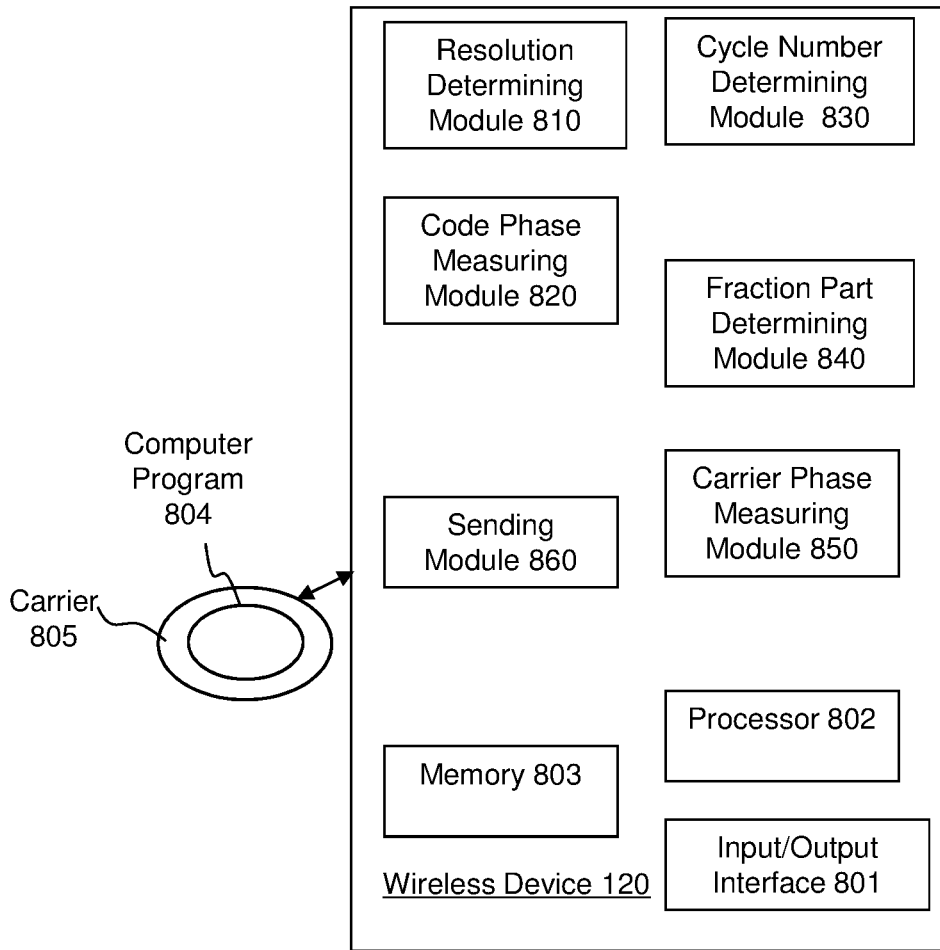 Resolution
Determining
Module 810
Cycle Number
Determining
Module 830
Code Phase
Measuring
Module 820
Fraction Part
Determining
Module 840
Computer
Program
804
Carrier
805
Sending
Module 860
Carrier Phase
Measuring
Module 850
Processor 802
Memory 803
Input/Output
Interface 801
Wireless Device 120